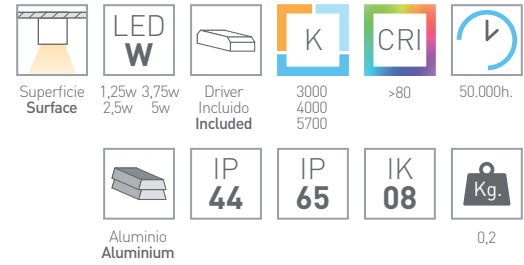 LED
W
K
CRI
Superficie
Surface
1,25w 3,75w
2,5w 5w
Driver
Incluido
Included
3000
4000
5700
>80
50.000h.
IP
44
IP
65
IK
08
Kg.
Aluminio
Aluminium
0,2